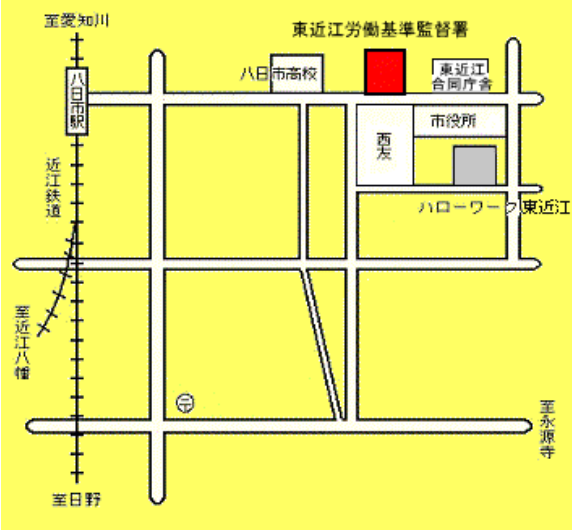 至愛知川
東近江労働基準監督署
八日市高校
東近江
合同庁舎
八日市駅
市役所
西友
近江鉄道
ハローワーク東近江
至近江八幡
〒
至永源寺
至日野